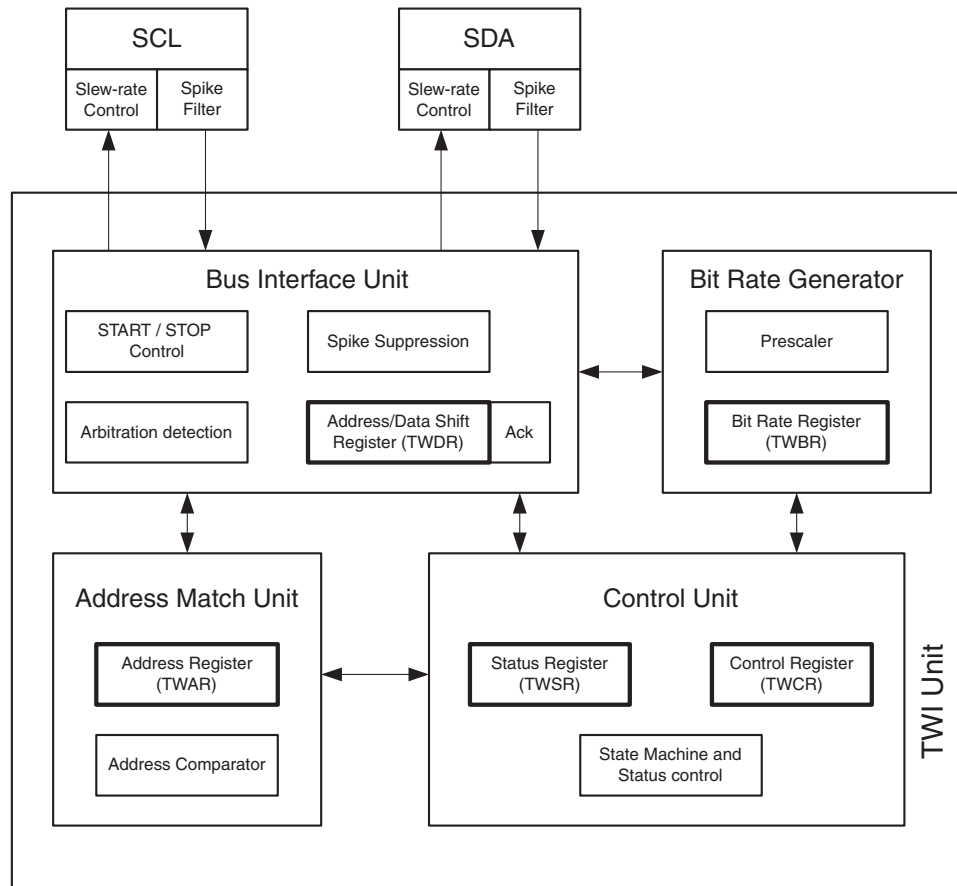 SCL
Slew-rate
Control
Spike
Filter
SDA
Slew-rate
Control
Spike
Filter
Bus Interface Unit
START / STOP
Control
Spike Suppression
Arbitration detection
Address/Data Shift
Register (TWDR)
Ack
Bit Rate Generator
Prescaler
Bit Rate Register
(TWBR)
Address Match Unit
Address Register
(TWAR)
Address Comparator
Control Unit
Status Register
(TWSR)
Control Register
(TWCR)
State Machine and
Status control
TWI Unit